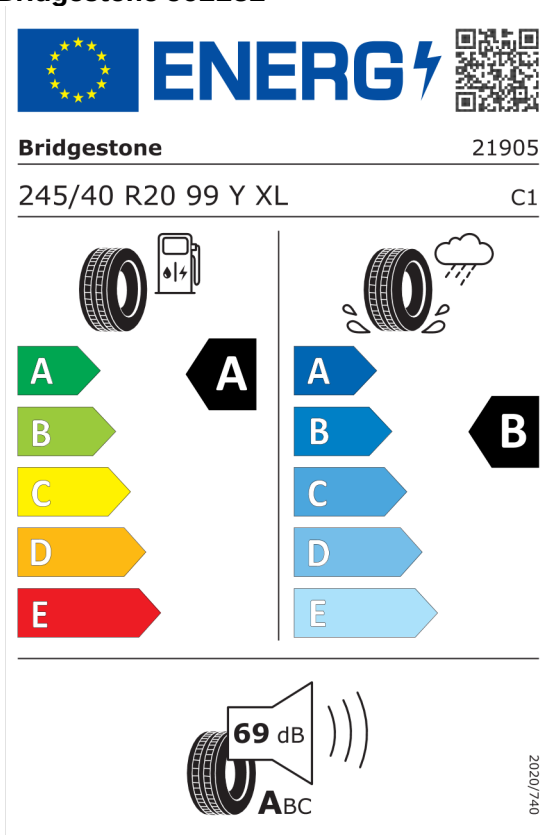 ENERG
Bridgestone 21905
245/40 R20 99 Y XL C1
A A A
B B B
C C
D D
E E
69 dB
ABC
2020/740